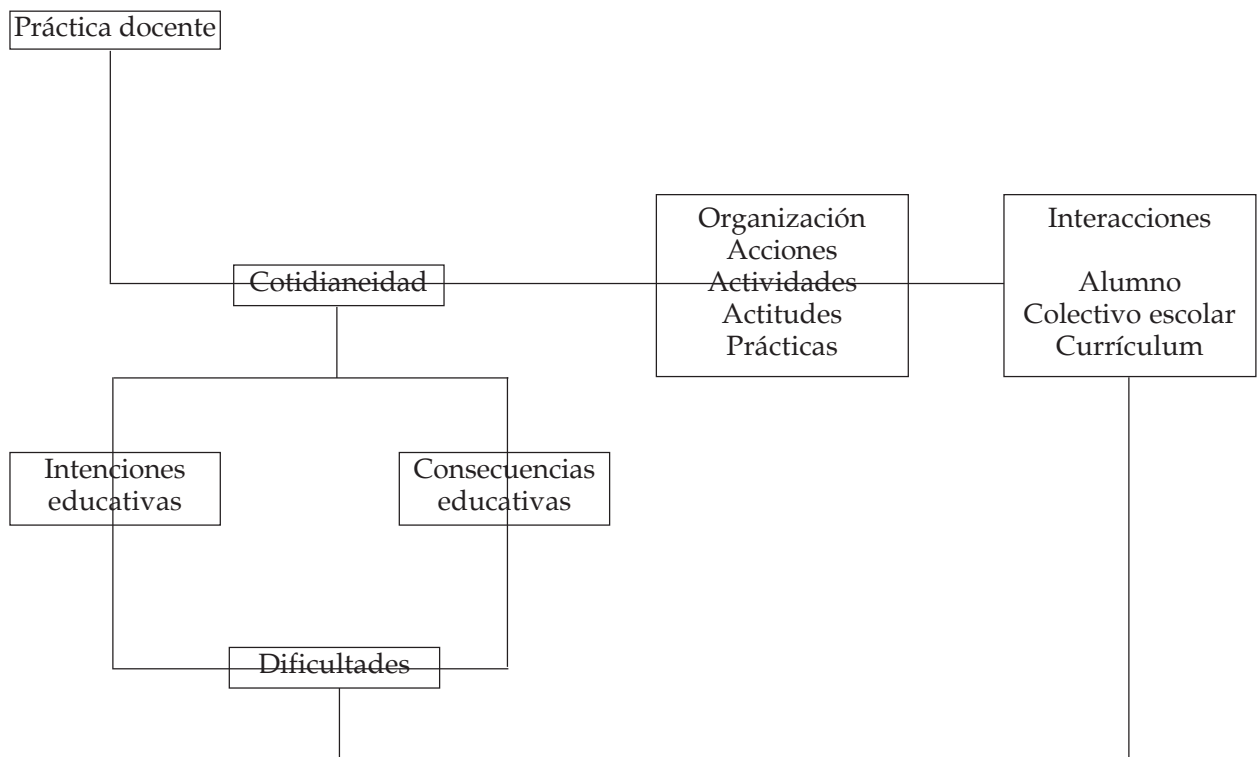 Práctica docente
Organización
Acciones
Actividades
Actitudes
Prácticas
Interacciones
Alumno
Colectivo escolar
Currículum
Cotidianeidad
Intenciones
educativas
Consecuencias
educativas
Dificultades